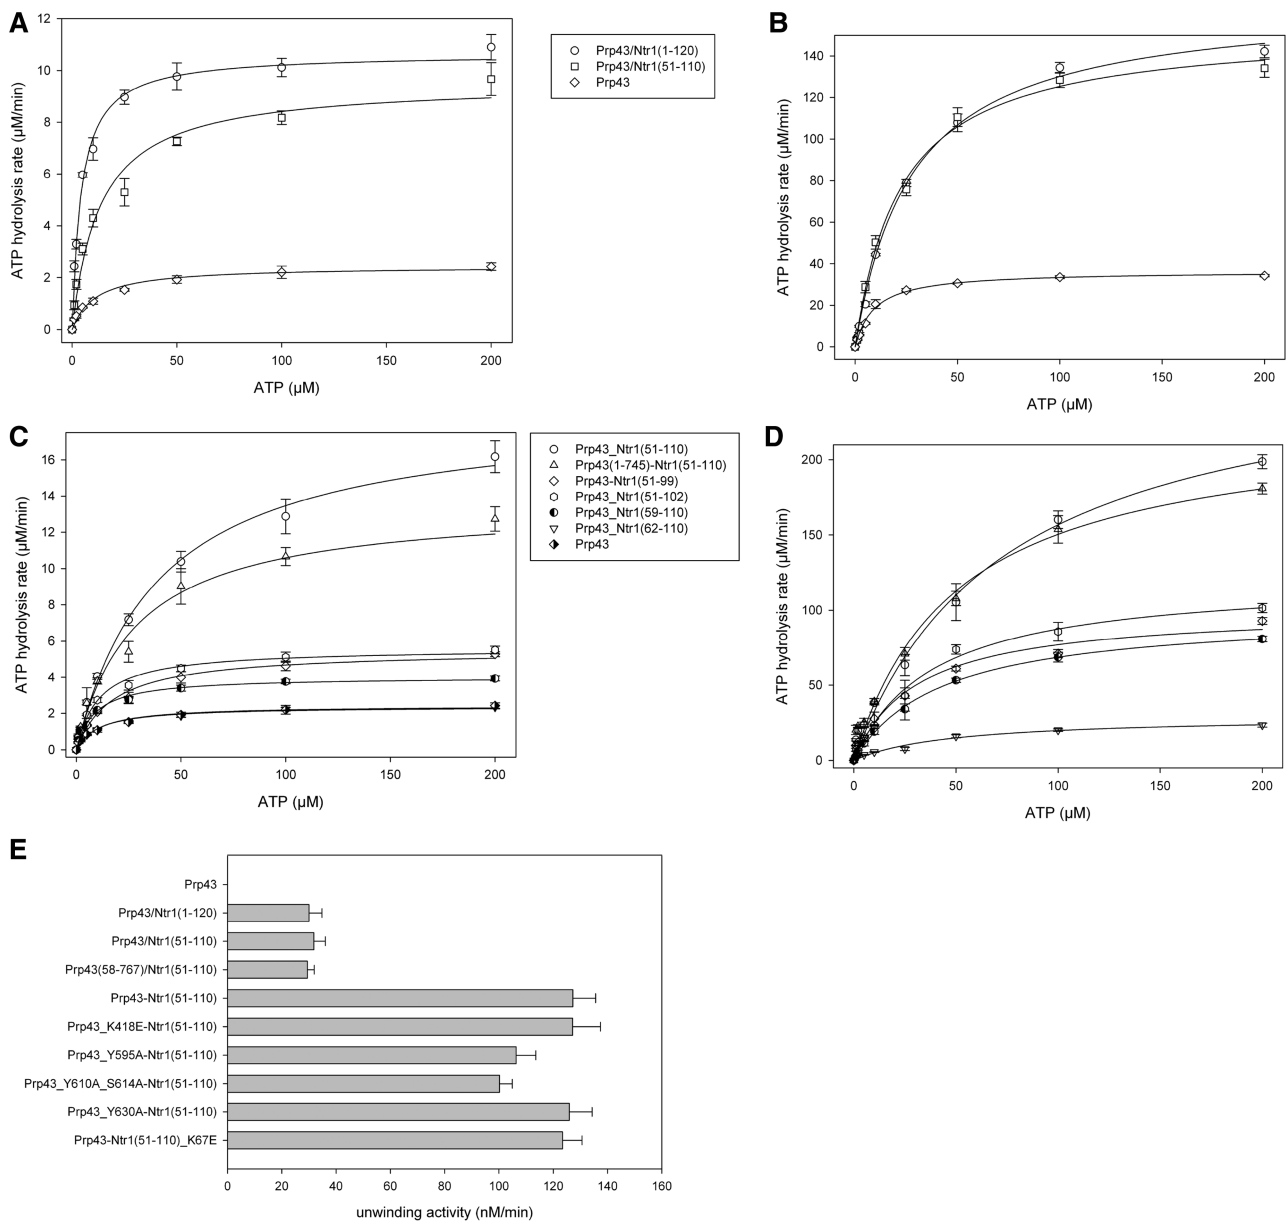 A
12
10
8
6
4
2
0
ATP hydrolysis rate (µM/min)
0 50 100 150 200
ATP (µM)
Prp43/Ntr1(1-120)
Prp43/Ntr1(51-110)
Prp43
B
140
120
100
80
60
40
20
0
ATP hydrolysis rate (µM/min)
0 50 100 150 200
ATP (µM)
C
16
14
12
10
8
6
4
2
0
ATP hydrolysis rate (µM/min)
0 50 100 150 200
ATP (µM)
Prp43_Ntr1(51-110)
Prp43(1-745)-Ntr1(51-110)
Prp43-Ntr1(51-99)
Prp43_Ntr1(51-102)
Prp43_Ntr1(59-110)
Prp43_Ntr1(62-110)
Prp43
D
200
150
100
50
0
ATP hydrolysis rate (µM/min)
0 50 100 150 200
ATP (µM)
E
Prp43
Prp43/Ntr1(1-120)
Prp43/Ntr1(51-110)
Prp43(58-767)/Ntr1(51-110)
Prp43-Ntr1(51-110)
Prp43_K418E-Ntr1(51-110)
Prp43_Y595A-Ntr1(51-110)
Prp43_Y610A_S614A-Ntr1(51-110)
Prp43_Y630A-Ntr1(51-110)
Prp43-Ntr1(51-110)_K67E
0 20 40 60 80 100 120 140 160
unwinding activity (nM/min)